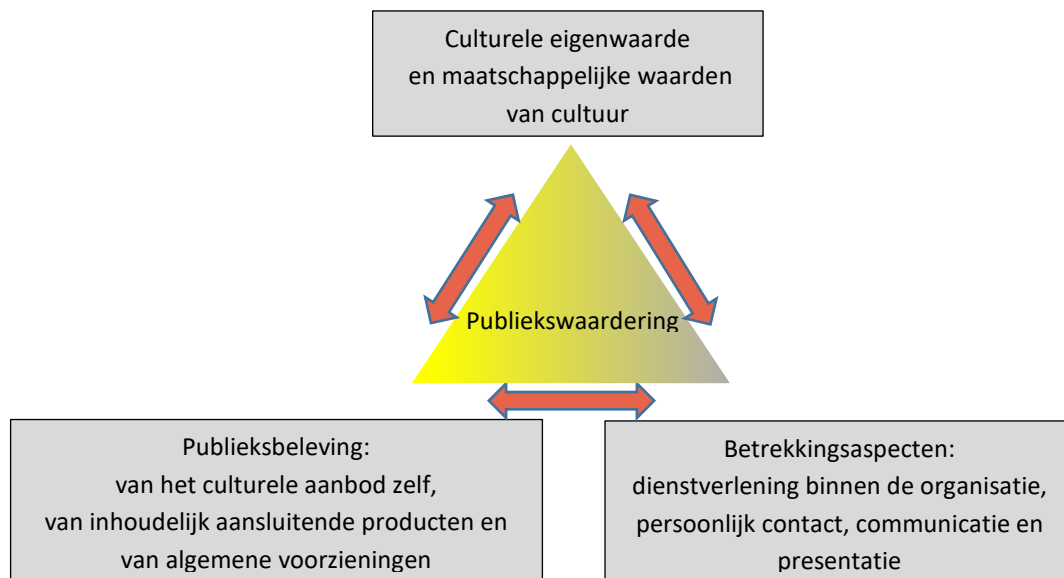 Culturele eigenwaarde
en maatschappelijke waarden
van cultuur
Publiekswaardering
Publieksbeleving:
van het culturele aanbod zelf,
van inhoudelijk aansluitende producten en
van algemene voorzieningen
Betrekkingsaspecten:
dienstverlening binnen de organisatie,
persoonlijk contact, communicatie en
presentatie